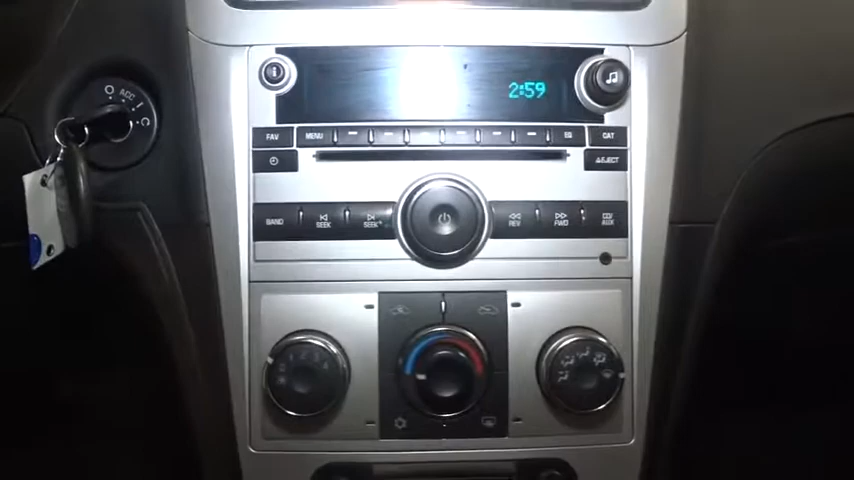 ACC
2:59
FAV
MENU
EQ
CAT
EJECT
BAND
SEEK
SEEK
REV
FWD
CD/
AUX